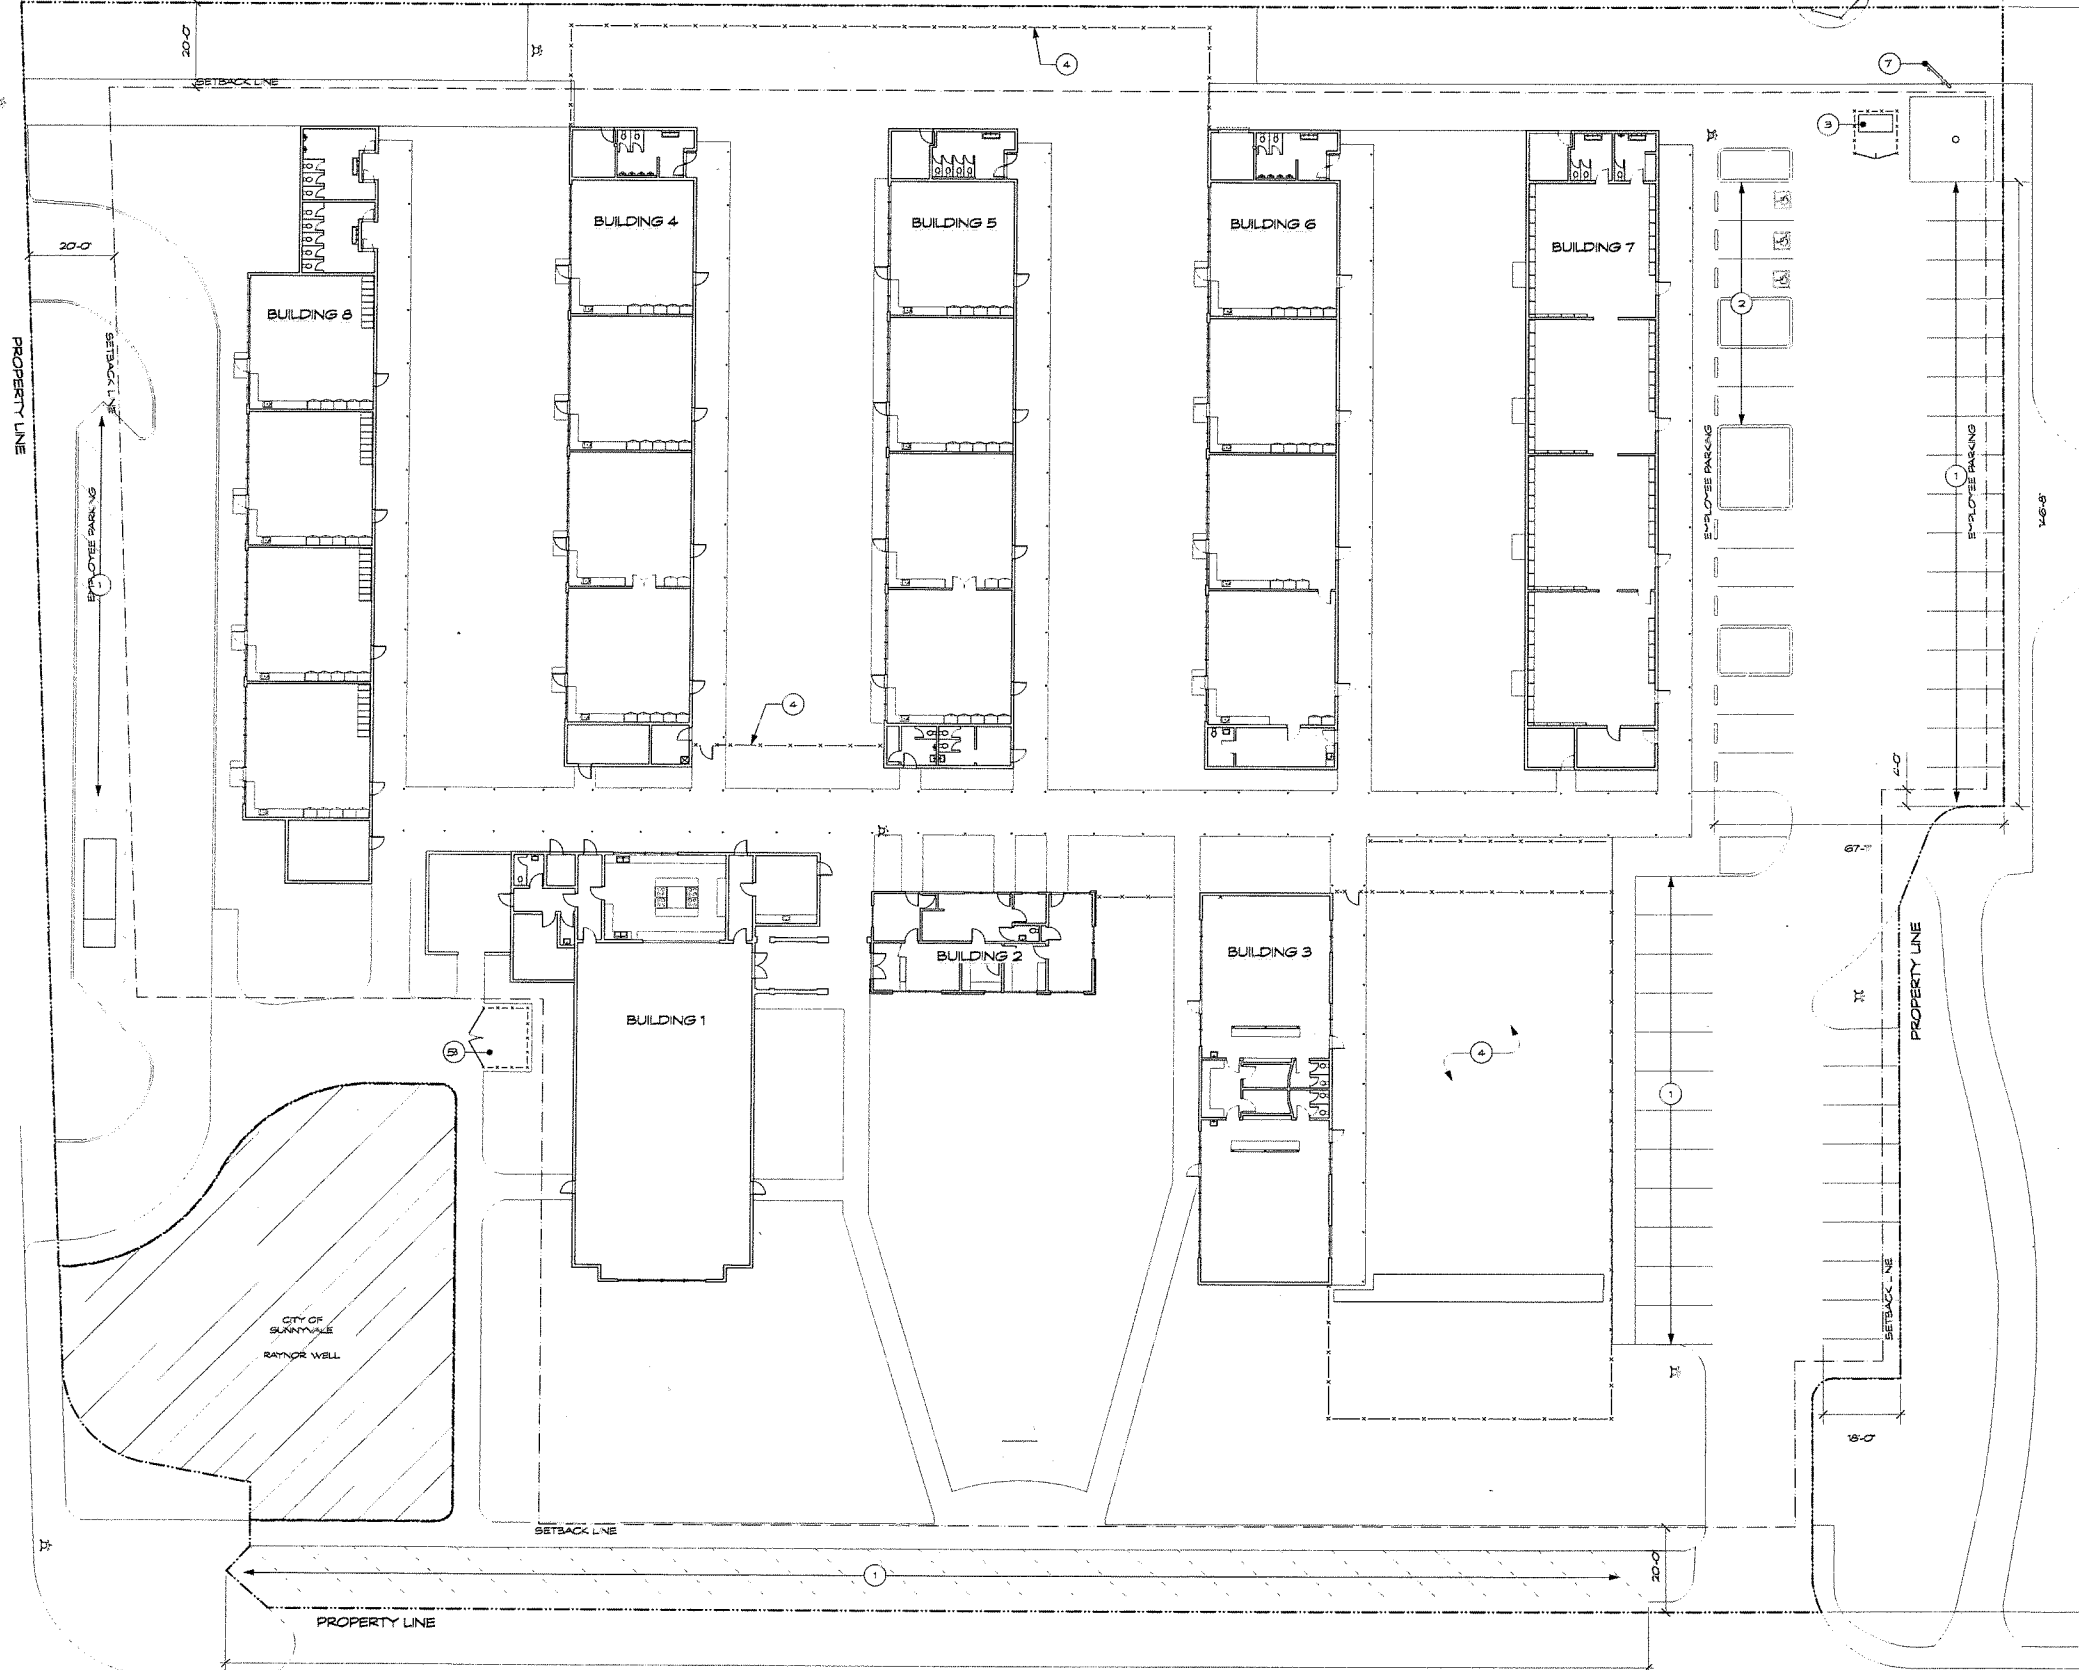 20'-0"
SETBACK LINE
4
7
3
BUILDING 4
BUILDING 5
BUILDING 6
BUILDING 7
20'-0"
BUILDING 8
2
PROPERTY LINE
SETBACK LINE
EMPLOYEE PARKING
EMPLOYEE PARKING
1
EMPLOYEE PARKING
4
4'-0"
BUILDING 2
BUILDING 3
BUILDING 1
PROPERTY LINE
4
1
CITY OF
SUNNYVALE
RAYNOR WELL
SETBACK LINE
18'-0"
SETBACK LINE
1
20'-0"
PROPERTY LINE